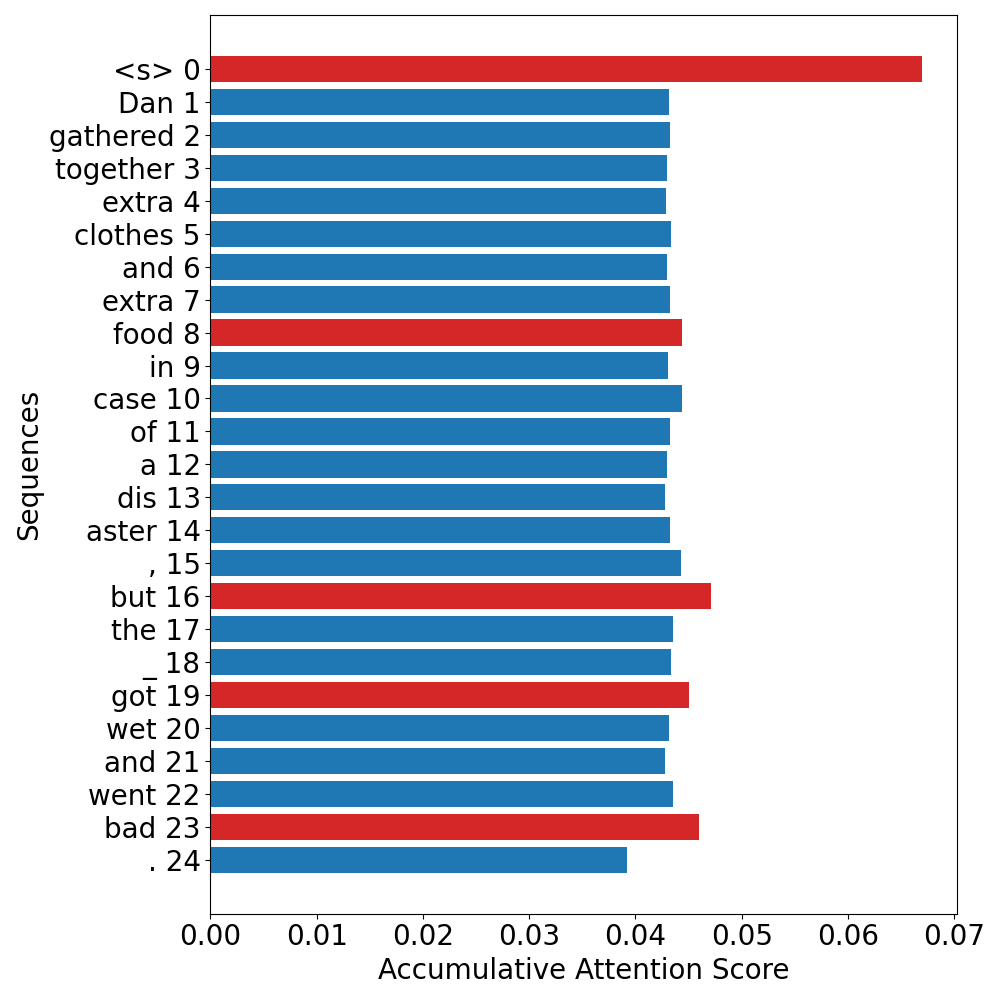 <s> 0
Dan 1
gathered 2
together 3
extra 4
clothes 5
and 6
extra 7
food 8
in 9
case 10
of 11
a 12
dis 13
aster 14
, 15
but 16
the 17
_ 18
got 19
wet 20
and 21
went 22
bad 23
. 24
Sequences
0.00 0.01 0.02 0.03 0.04 0.05 0.06 0.07
Accumulative Attention Score